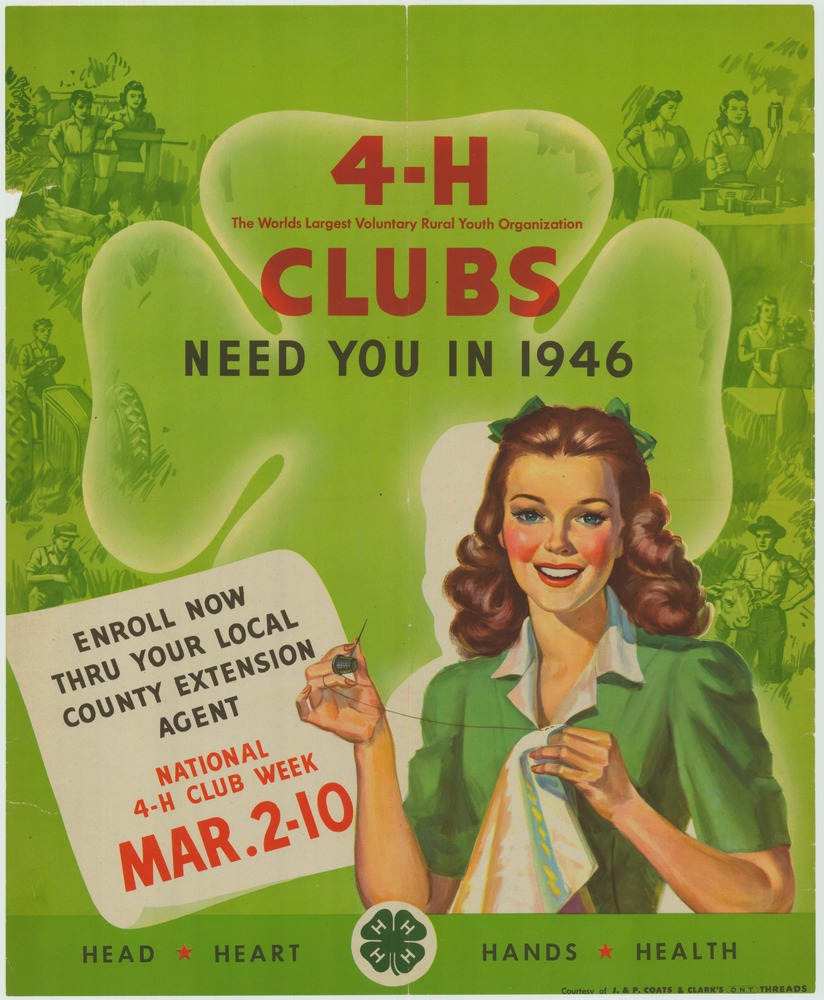 4-H
The Worlds Largest Voluntary Rural Youth Organization
CLUBS
NEED YOU IN 1946
ENROLL NOW
THRU YOUR LOCAL
COUNTY EXTENSION
AGENT
NATIONAL
4-H CLUB WEEK
MAR. 2-10
HEAD ★ HEART
H H
H H
HANDS ★ HEALTH
Courtesy of J. & P. COATS & CLARK'S O.N.T. THREADS